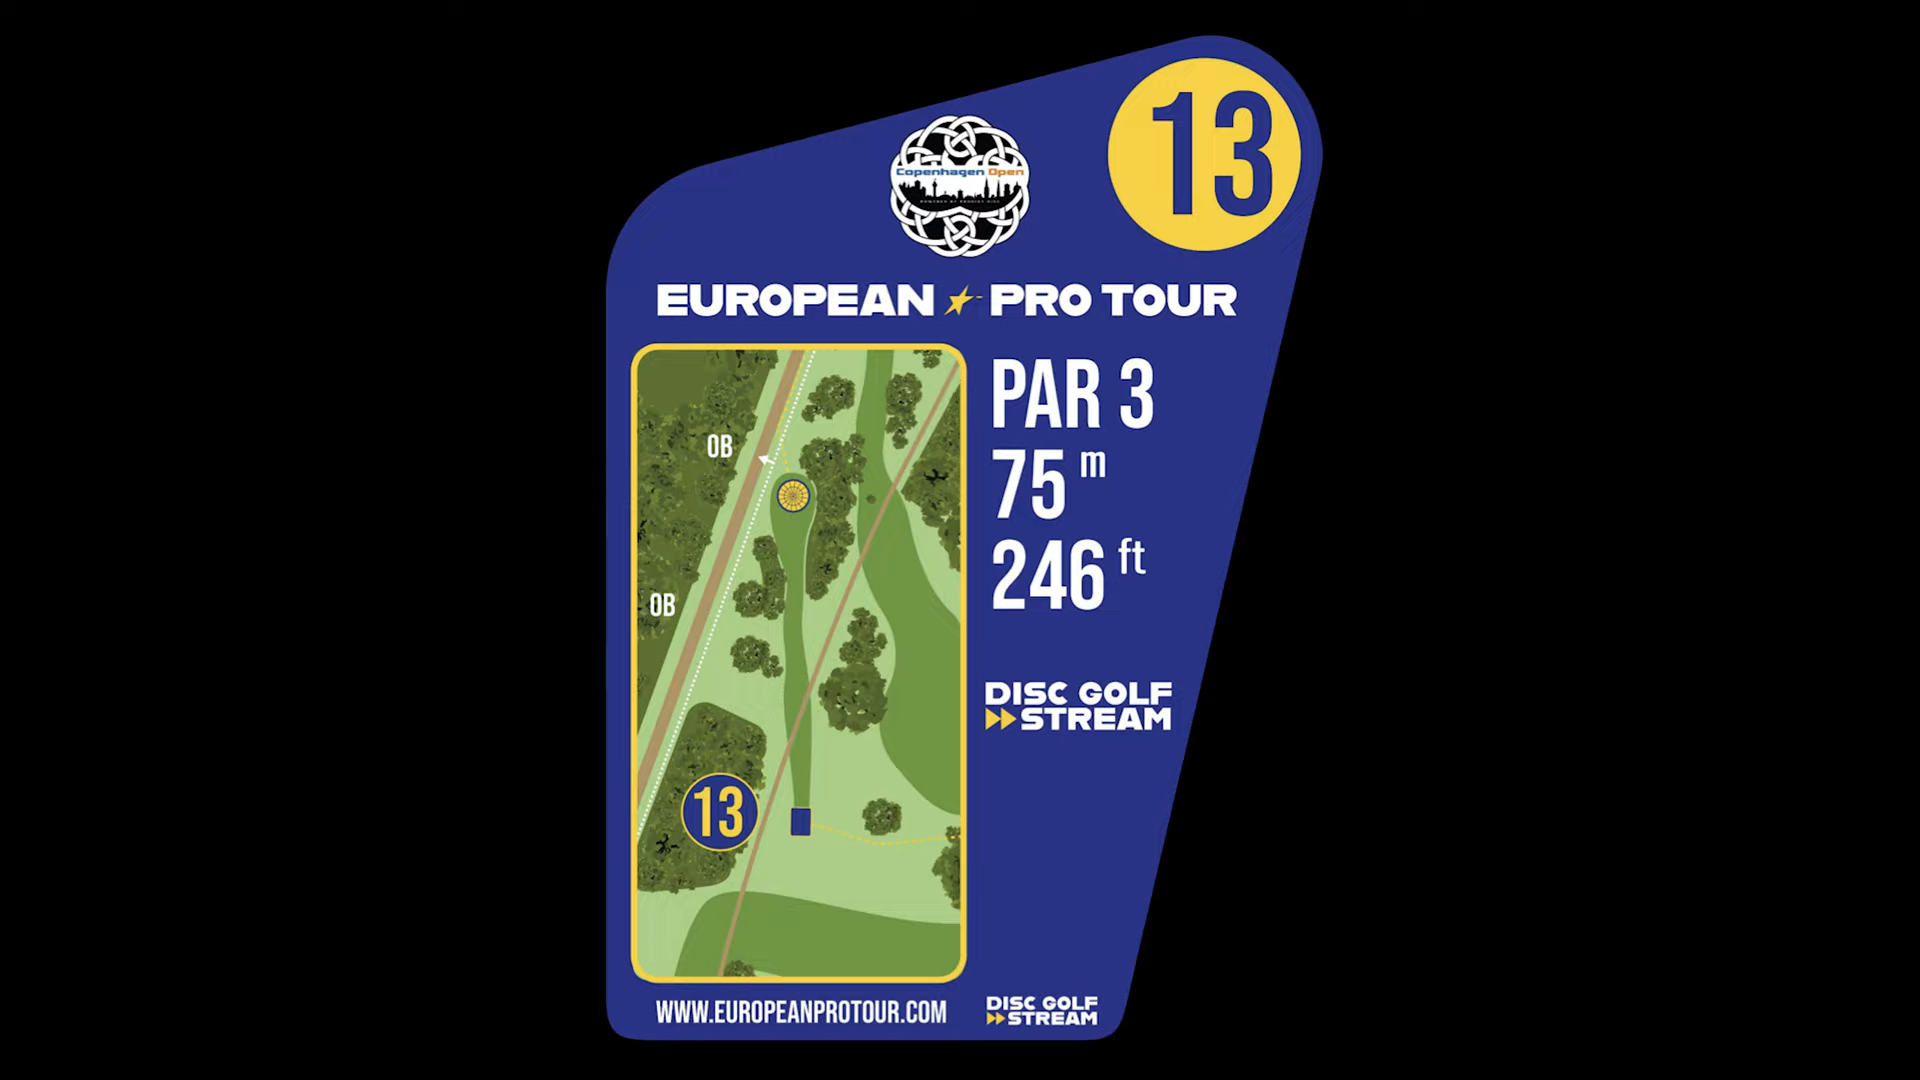 13
Copenhagen Open
EUROPEAN PRO TOUR
PAR 3
75 m
246 ft
OB
OB
DISC GOLF
STREAM
13
WWW.EUROPEANPROTOUR.COM
DISC GOLF
STREAM